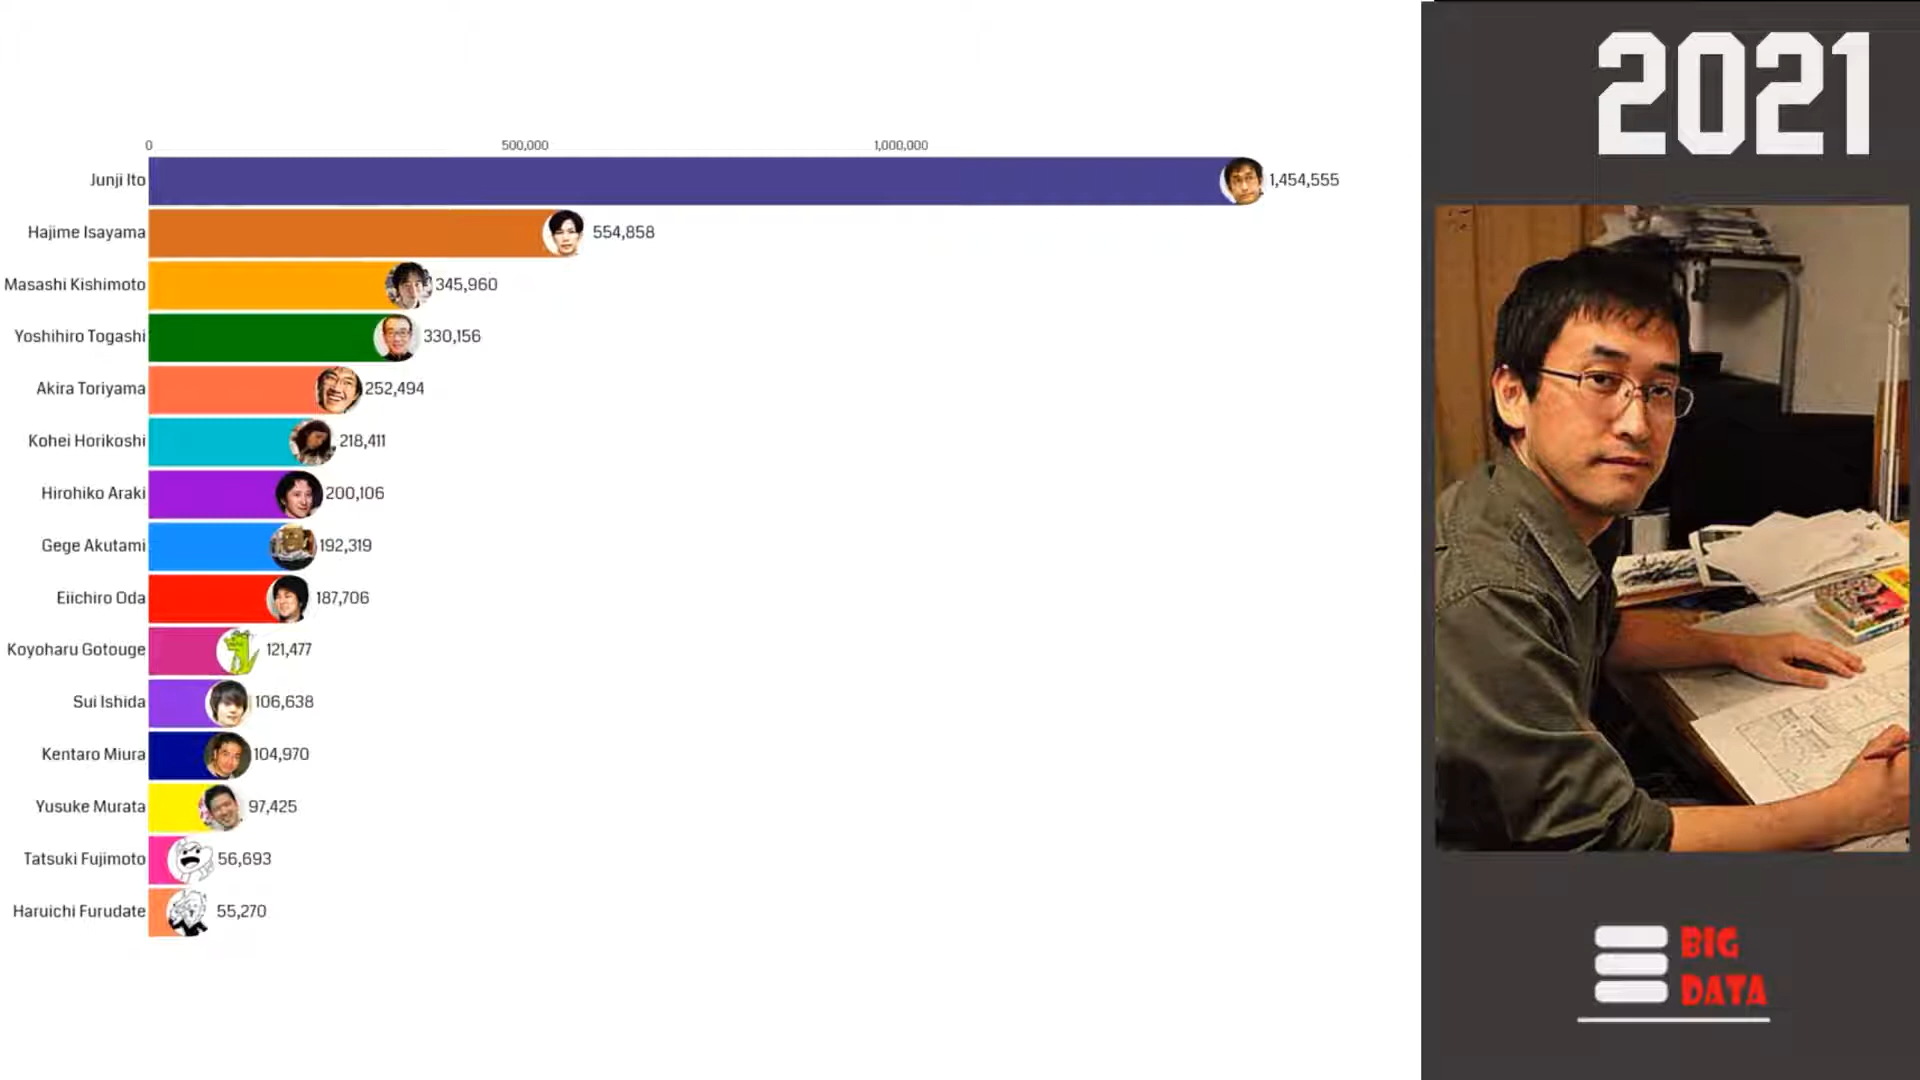 2021
0 500,000 1,000,000
Junji Ito 1,454,555
Hajime Isayama 554,858
Masashi Kishimoto 345,960
Yoshihiro Togashi 330,156
Akira Toriyama 252,494
Kohei Horikoshi 218,411
Hirohiko Araki 200,106
Gege Akutami 192,319
Eiichiro Oda 187,706
Koyoharu Gotouge 121,477
Sui Ishida 106,638
Kentaro Miura 104,970
Yusuke Murata 97,425
Tatsuki Fujimoto 56,693
Haruichi Furudate 55,270
BIG
DATA